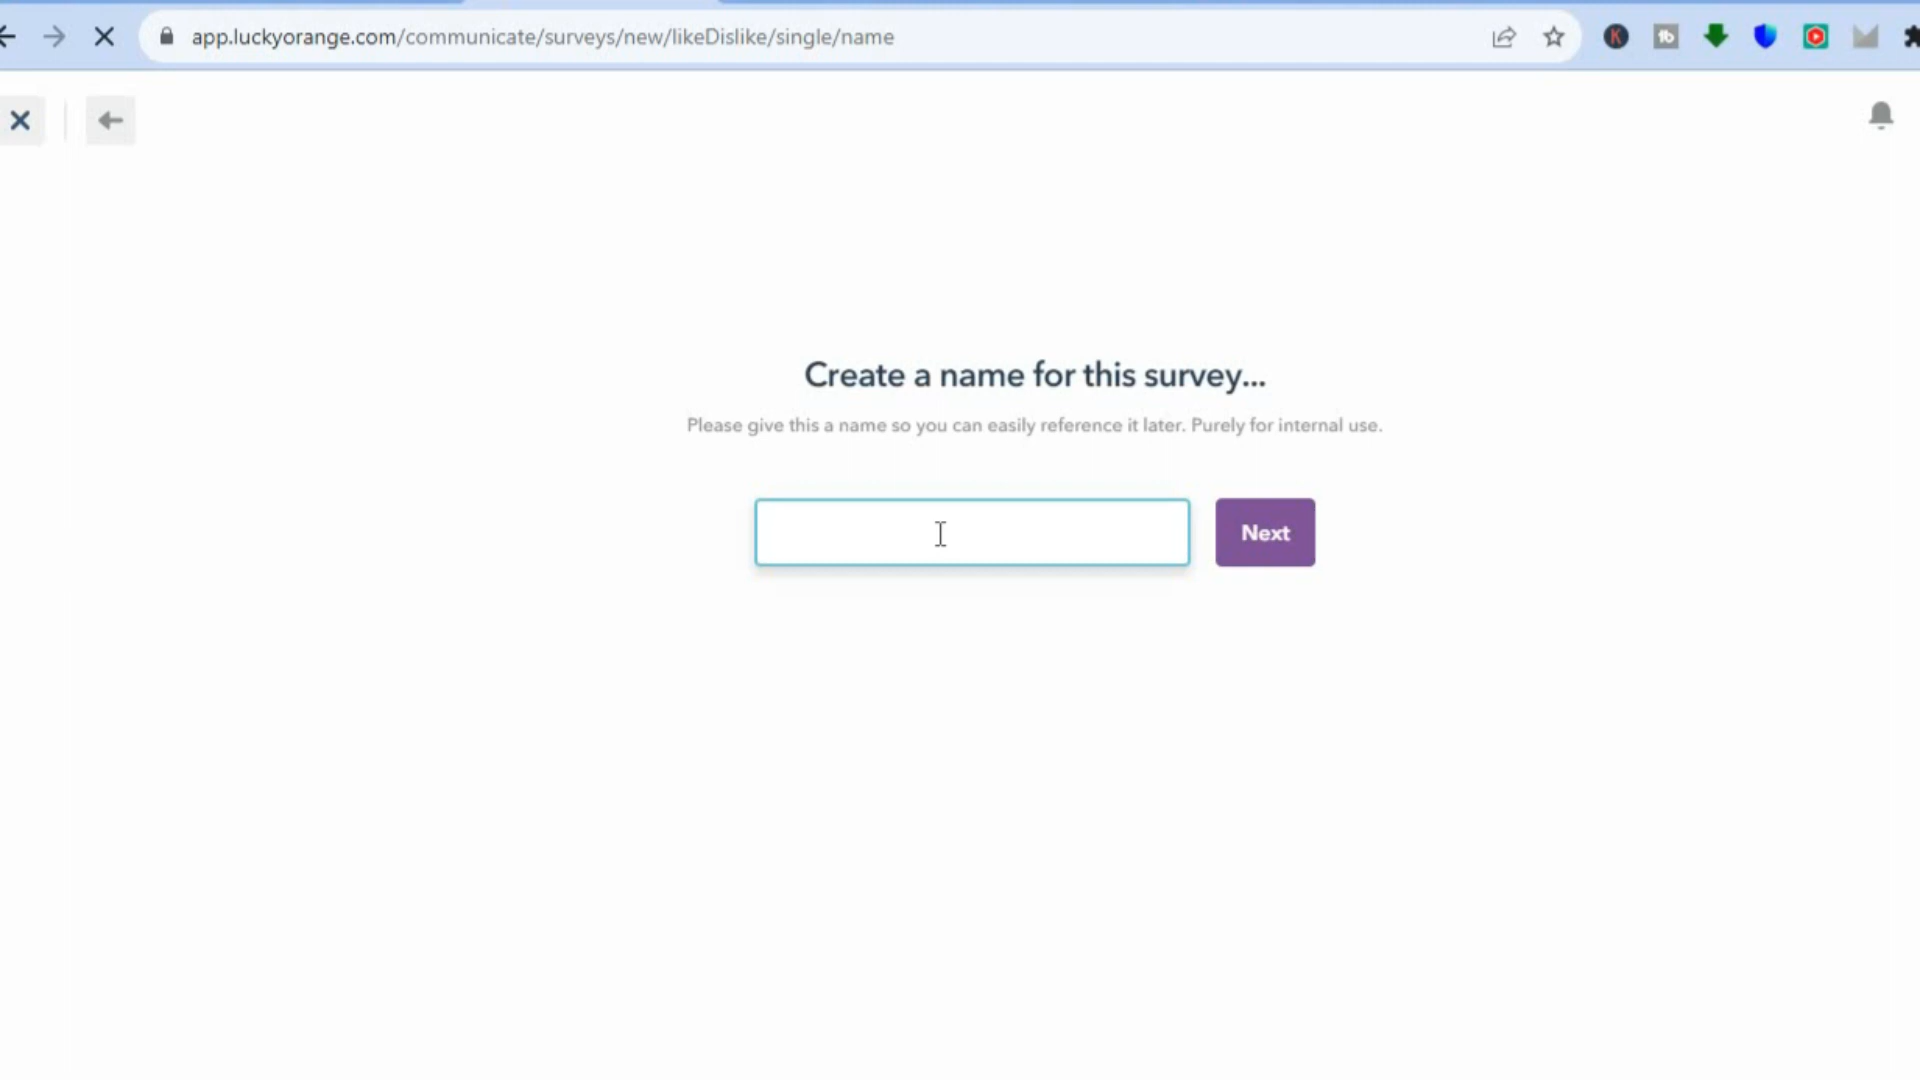 app.luckyorange.com/communicate/surveys/new/likeDislike/single/name
K
tb
Create a name for this survey...
Please give this a name so you can easily reference it later. Purely for internal use.
Next